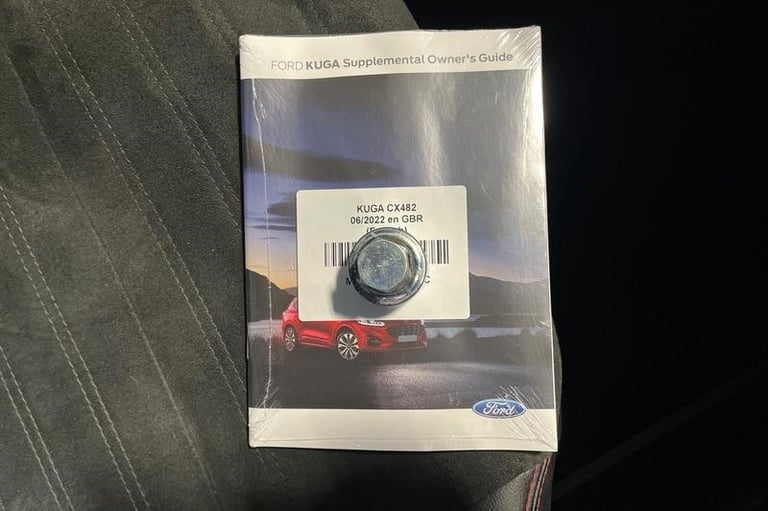 FORD KUGA Supplemental Owner's Guide
KUGA CX482
06/2022 en GBR
Ford